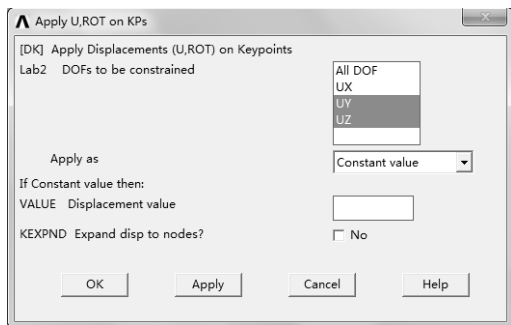 Apply U,ROT on KPs
[DK] Apply Displacements (U,ROT) on Keypoints
Lab2 DOFs to be constrained
All DOF
UX
UY
UZ
Apply as
Constant value
If Constant value then:
VALUE Displacement value
KEXPND Expand disp to nodes?
No
OK Apply Cancel Help